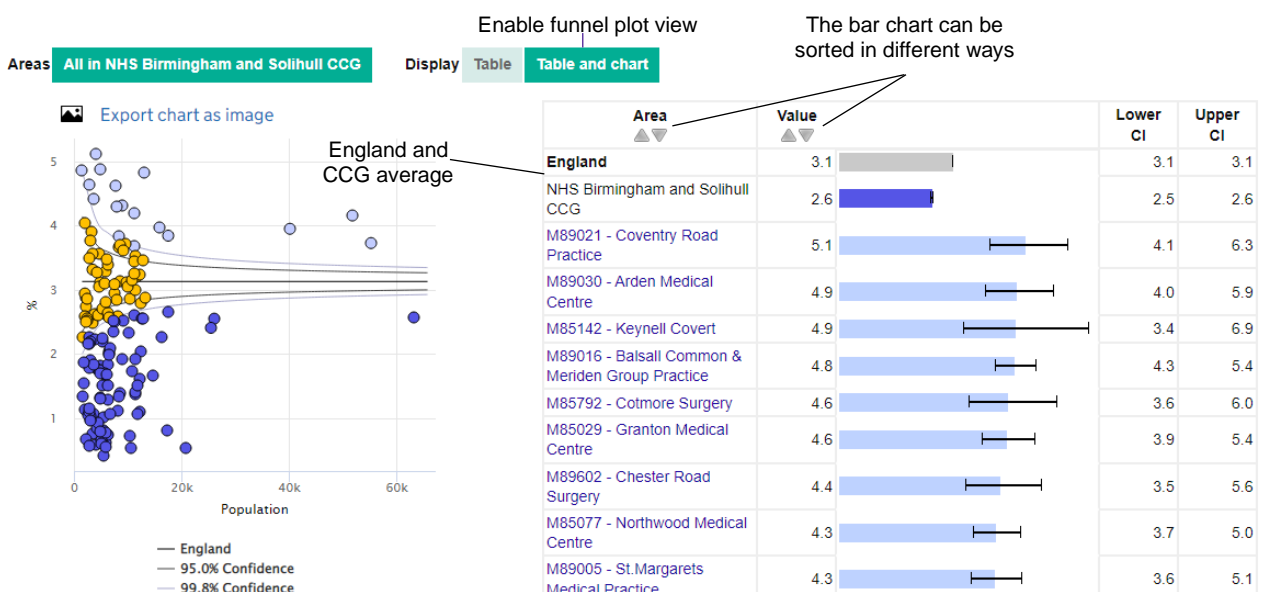 Enable funnel plot view
The bar chart can be
sorted in different ways
Areas All in NHS Birmingham and Solihull CCG Display Table Table and chart
Export chart as image
England and
CCG average
5
4
3
2
1
%
0 20k 40k 60k
Population
England
95.0% Confidence
99.8% Confidence
Area Value Lower CI Upper CI
England 3.1 3.1 3.1
NHS Birmingham and Solihull
CCG 2.6 2.5 2.6
M89021 - Coventry Road
Practice 5.1 4.1 6.3
M89030 - Arden Medical
Centre 4.9 4.0 5.9
M85142 - Keynell Covert 4.9 3.4 6.9
M89016 - Balsall Common &
Meriden Group Practice 4.8 4.3 5.4
M85792 - Cotmore Surgery 4.6 3.6 6.0
M85029 - Granton Medical
Centre 4.6 3.9 5.4
M89602 - Chester Road
Surgery 4.4 3.5 5.6
M85077 - Northwood Medical
Centre 4.3 3.7 5.0
M89005 - St.Margarets
Medical Practice 4.3 3.6 5.1